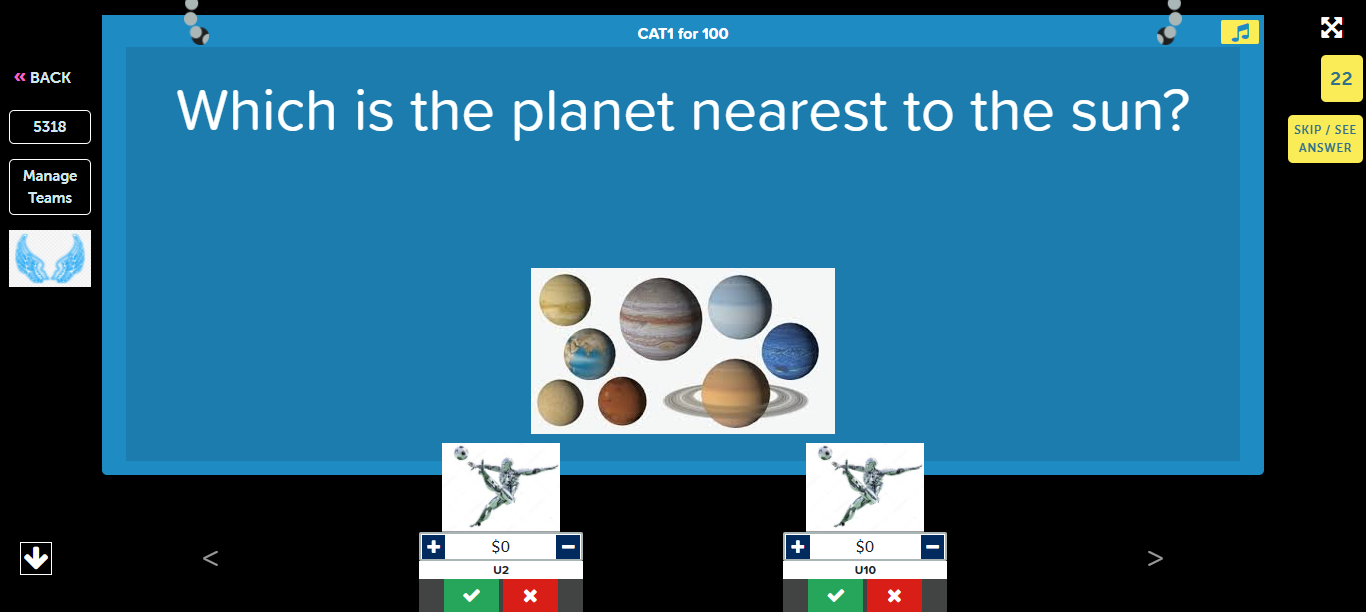 CAT1 for 100
« BACK
22
Which is the planet nearest to the sun?
5318
SKIP / SEE
ANSWER
Manage
Teams
+ $0 −
+ $0 −
U2
U10
<
>